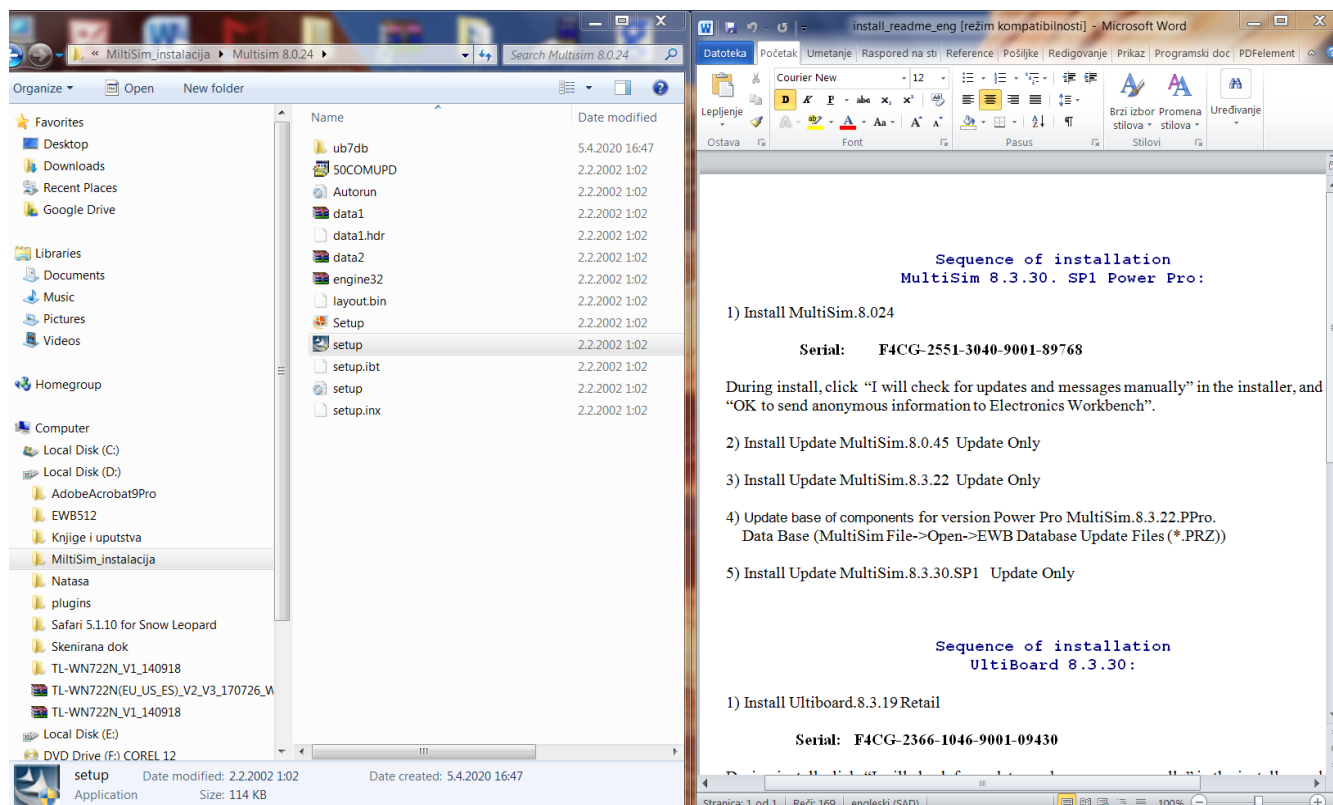 « MiltiSim_instalacija ▸ Multisim 8.0.24 ▸
Search Multisim 8.0.24
Organize
Open
New folder
Favorites
Desktop
Downloads
Recent Places
Google Drive
Libraries
Documents
Music
Pictures
Videos
Homegroup
Computer
Local Disk (C:)
Local Disk (D:)
AdobeAcrobat9Pro
EWB512
Knjige i uputstva
MiltiSim_instalacija
Natasa
plugins
Safari 5.1.10 for Snow Leopard
Skenirana dok
TL-WN722N_V1_140918
TL-WN722N(EU_US_ES)_V2_V3_170726_W
TL-WN722N_V1_140918
Local Disk (E:)
DVD Drive (F:) COREL 12
Name Date modified
ub7db 5.4.2020 16:47
50COMUPD 2.2.2002 1:02
Autorun 2.2.2002 1:02
data1 2.2.2002 1:02
data1.hdr 2.2.2002 1:02
data2 2.2.2002 1:02
engine32 2.2.2002 1:02
layout.bin 2.2.2002 1:02
Setup 2.2.2002 1:02
setup 2.2.2002 1:02
setup.ibt 2.2.2002 1:02
setup 2.2.2002 1:02
setup.inx 2.2.2002 1:02
setup Date modified: 2.2.2002 1:02 Date created: 5.4.2020 16:47
Application Size: 114 KB
install_readme_eng [režim kompatibilnosti] - Microsoft Word
Datoteka Početak Umetanje Raspored na sti Reference Pošiljke Redigovanje Prikaz Programski doc PDFelement
Courier New 12
Lepljenje
Brzi izbor stilova
Promena stilova
Uređivanje
Ostava Font Pasus Stilovi
Sequence of installation
MultiSim 8.3.30. SP1 Power Pro:
1) Install MultiSim.8.024
Serial: F4CG-2551-3040-9001-89768
During install, click “I will check for updates and messages manually” in the installer, and
“OK to send anonymous information to Electronics Workbench”.
2) Install Update MultiSim.8.0.45 Update Only
3) Install Update MultiSim.8.3.22 Update Only
4) Update base of components for version Power Pro MultiSim.8.3.22.PPro.
Data Base (MultiSim File->Open->EWB Database Update Files (*.PRZ))
5) Install Update MultiSim.8.3.30.SP1 Update Only
Sequence of installation
UltiBoard 8.3.30:
1) Install Ultiboard.8.3.19 Retail
Serial: F4CG-2366-1046-9001-09430
Stranica: 1 od 1 Reči: 169 engleski (SAD) 100%